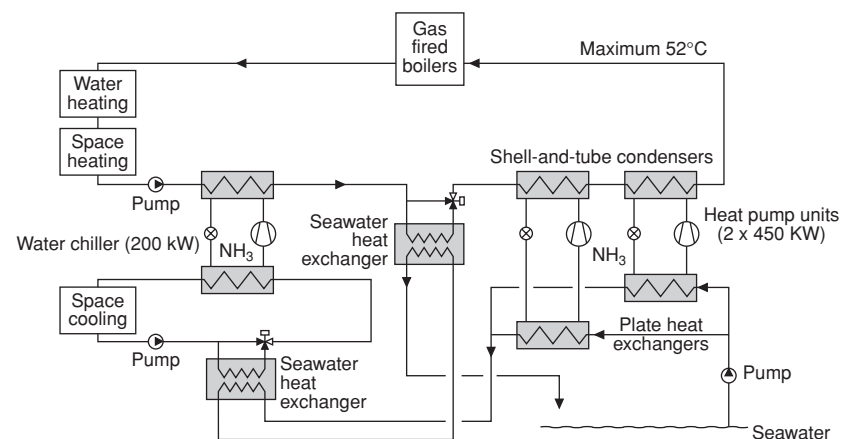 Gas
fired
boilers
Maximum 52°C
Water
heating
Space
heating
Pump
Shell-and-tube condensers
Seawater
heat
exchanger
Heat pump units
(2 x 450 KW)
Water chiller (200 kW)
NH3
NH3
Space
cooling
Pump
Seawater
heat
exchanger
Plate heat
exchangers
Pump
Seawater